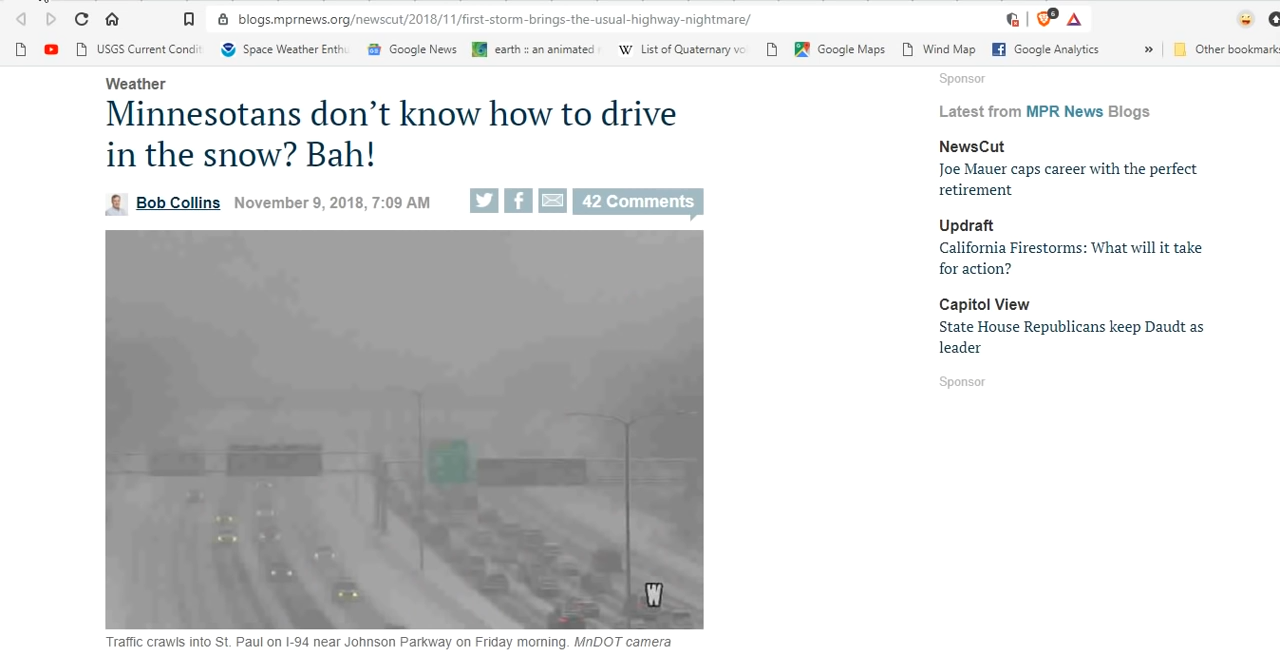 blogs.mprnews.org/newscut/2018/11/first-storm-brings-the-usual-highway-nightmare/
6
USGS Current Condit
Space Weather Enthu
Google News
earth :: an animated
W List of Quaternary vo
Google Maps
Wind Map
Google Analytics
»
Other bookmarks
Weather
Minnesotans don’t know how to drive
in the snow? Bah!
Bob Collins November 9, 2018, 7:09 AM
42 Comments
W
Traffic crawls into St. Paul on I-94 near Johnson Parkway on Friday morning. MnDOT camera
Sponsor
Latest from MPR News Blogs
NewsCut
Joe Mauer caps career with the perfect
retirement
Updraft
California Firestorms: What will it take
for action?
Capitol View
State House Republicans keep Daudt as
leader
Sponsor